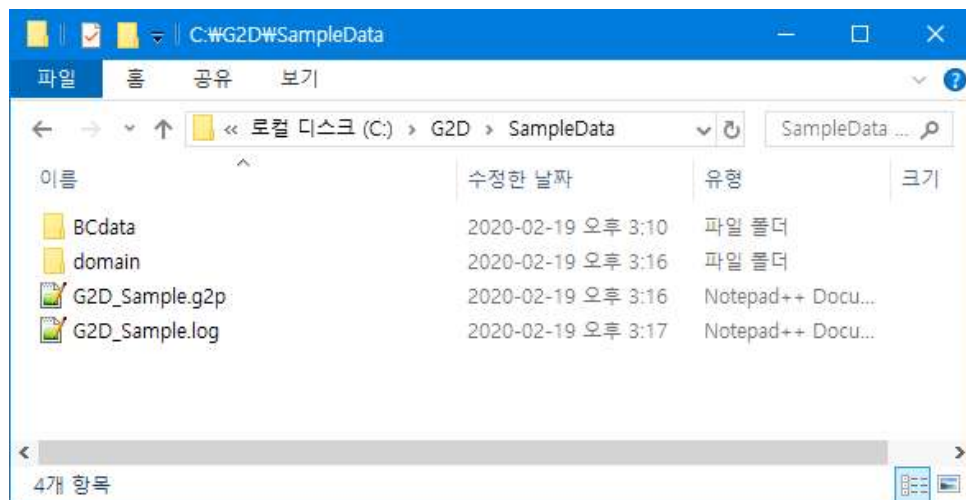 C:₩G2D₩SampleData
파일 홈 공유 보기
« 로컬 디스크 (C:) › G2D › SampleData SampleData ...
이름 수정한 날짜 유형 크기
BCdata 2020-02-19 오후 3:10 파일 폴더
domain 2020-02-19 오후 3:16 파일 폴더
G2D_Sample.g2p 2020-02-19 오후 3:16 Notepad++ Docu...
G2D_Sample.log 2020-02-19 오후 3:17 Notepad++ Docu...
4개 항목